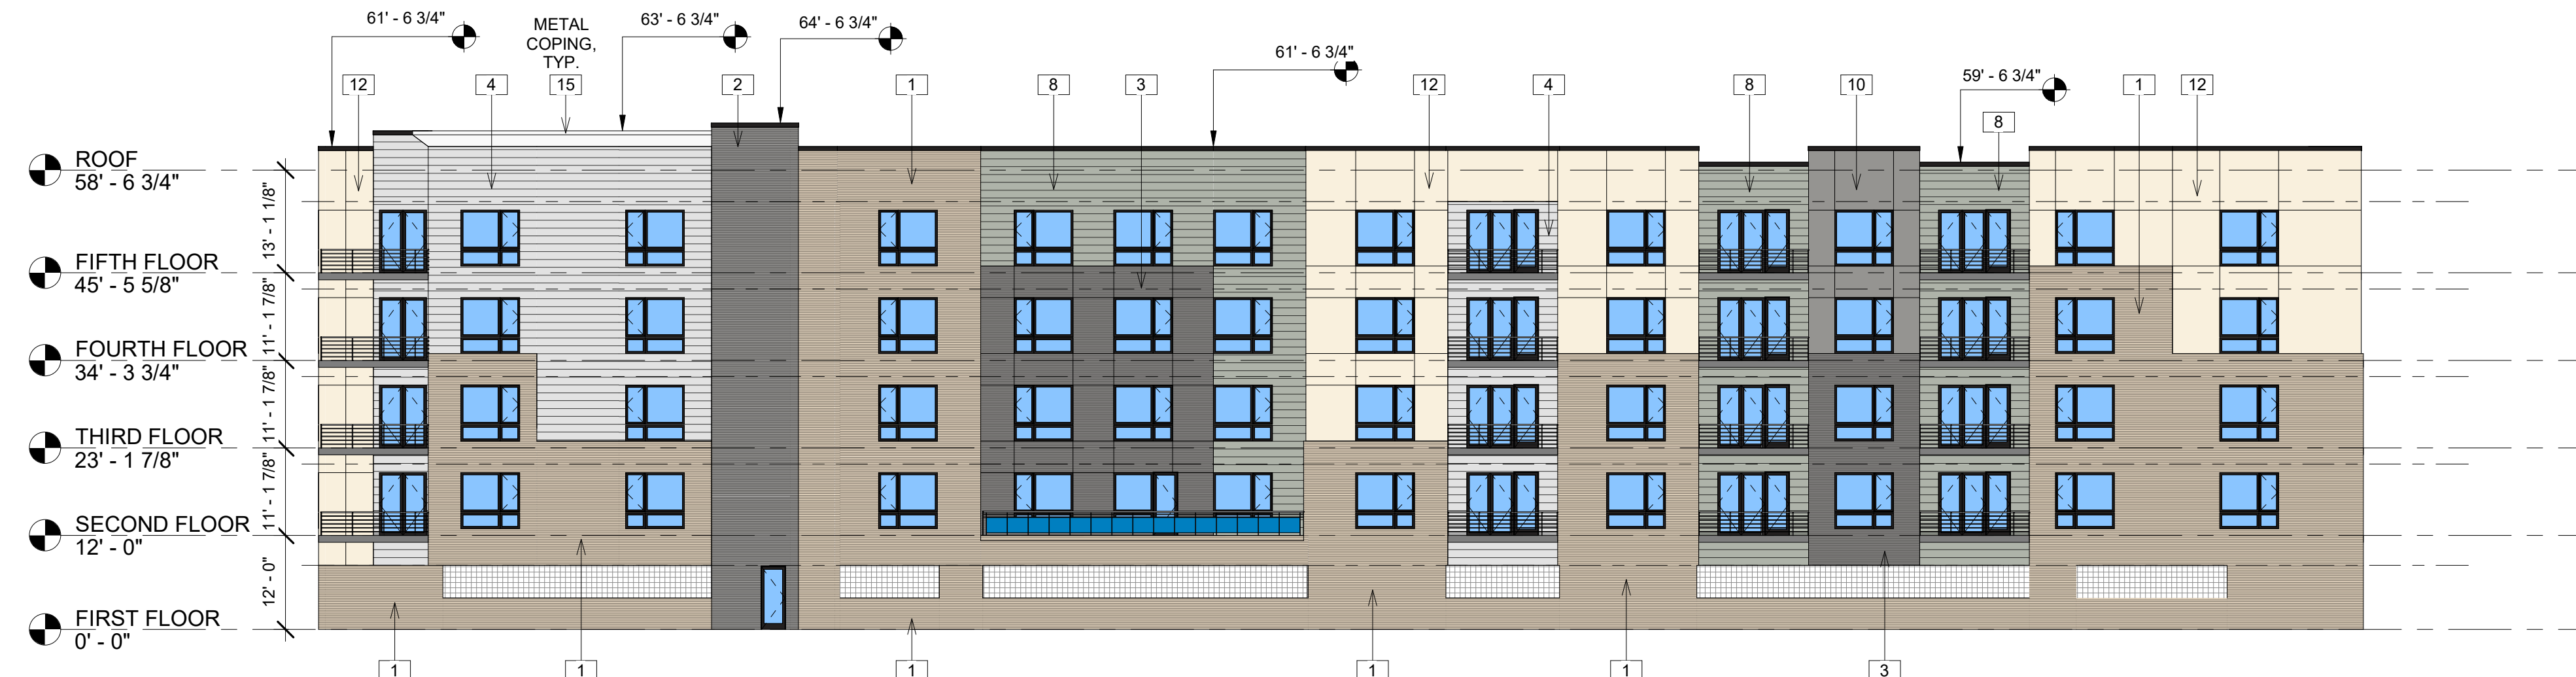 61' - 6 3/4"
METAL
COPING,
TYP.
63' - 6 3/4"
64' - 6 3/4"
61' - 6 3/4"
59' - 6 3/4"
12
4
15
2
1
8
3
12
4
8
10
8
1
12
ROOF
58' - 6 3/4"
13' - 1 1/8"
FIFTH FLOOR
45' - 5 5/8"
11' - 1 7/8"
FOURTH FLOOR
34' - 3 3/4"
11' - 1 7/8"
THIRD FLOOR
23' - 1 7/8"
11' - 1 7/8"
SECOND FLOOR
12' - 0"
12' - 0"
FIRST FLOOR
0' - 0"
1
1
1
1
1
3